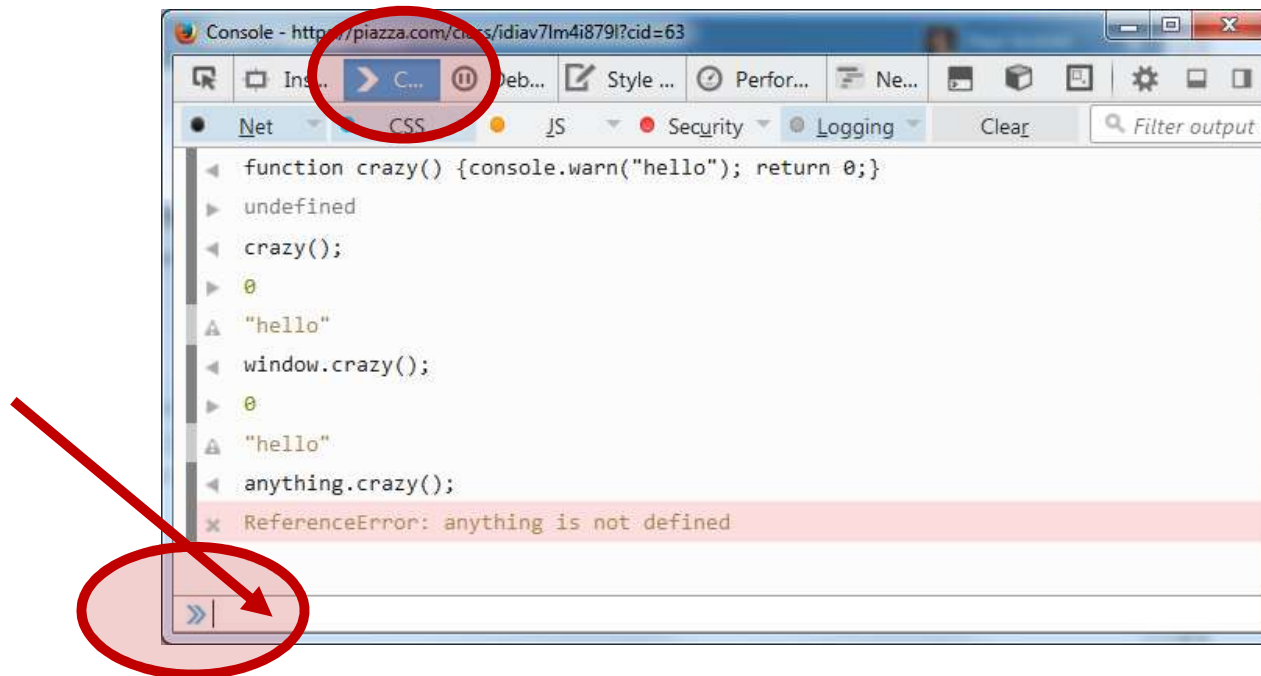 Console - https://piazza.com/class/idiav7lm4i879l?cid=63
Ins... C... Deb... Style ... Perfor... Ne...
Net CSS JS Security Logging Clear Filter output
function crazy() {console.warn("hello"); return 0;}
undefined
crazy();
0
"hello"
window.crazy();
0
"hello"
anything.crazy();
ReferenceError: anything is not defined